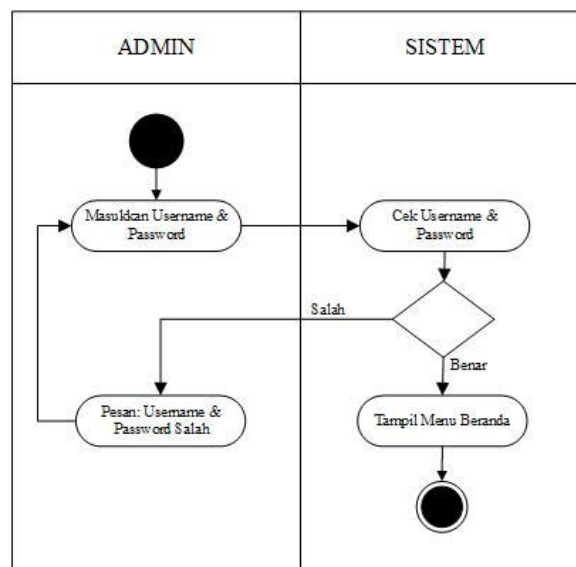 ADMIN
SISTEM
Masukkan Username &
Password
Cek Username &
Password
Salah
Benar
Pesan: Username &
Password Salah
Tampil Menu Beranda